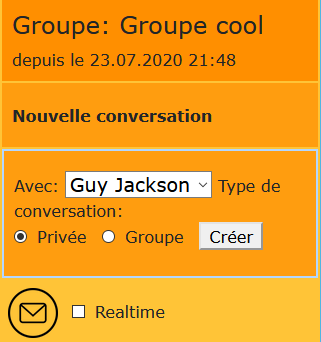 Groupe: Groupe cool
depuis le 23.07.2020 21:48
Nouvelle conversation
Avec: Guy Jackson Type de
conversation:
Privée Groupe Créer
Realtime